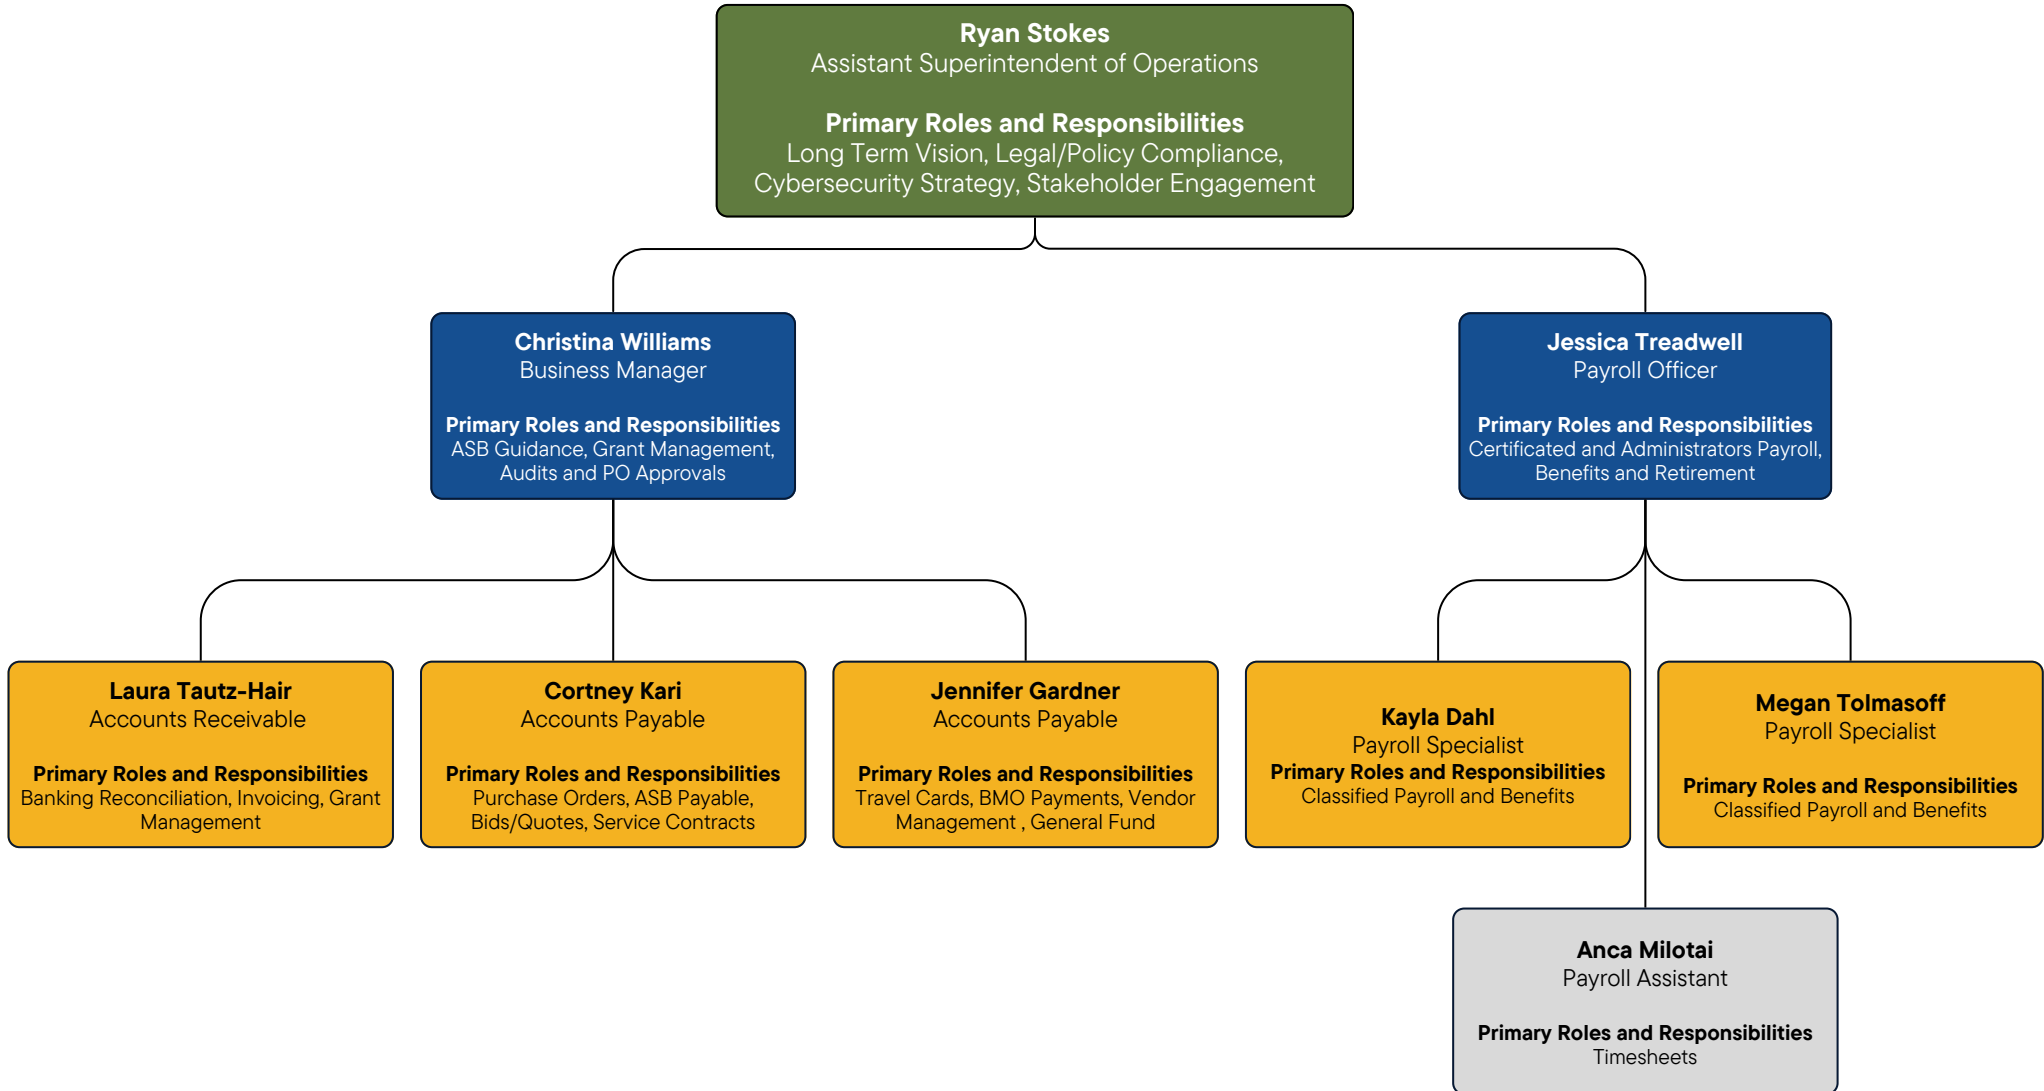 Ryan Stokes
Assistant Superintendent of Operations
Primary Roles and Responsibilities
Long Term Vision, Legal/Policy Compliance,
Cybersecurity Strategy, Stakeholder Engagement
Christina Williams
Business Manager
Primary Roles and Responsibilities
ASB Guidance, Grant Management,
Audits and PO Approvals
Jessica Treadwell
Payroll Officer
Primary Roles and Responsibilities
Certificated and Administrators Payroll,
Benefits and Retirement
Laura Tautz-Hair
Accounts Receivable
Primary Roles and Responsibilities
Banking Reconciliation, Invoicing, Grant
Management
Cortney Kari
Accounts Payable
Primary Roles and Responsibilities
Purchase Orders, ASB Payable,
Bids/Quotes, Service Contracts
Jennifer Gardner
Accounts Payable
Primary Roles and Responsibilities
Travel Cards, BMO Payments, Vendor
Management , General Fund
Kayla Dahl
Payroll Specialist
Primary Roles and Responsibilities
Classified Payroll and Benefits
Megan Tolmasoff
Payroll Specialist
Primary Roles and Responsibilities
Classified Payroll and Benefits
Anca Milotai
Payroll Assistant
Primary Roles and Responsibilities
Timesheets